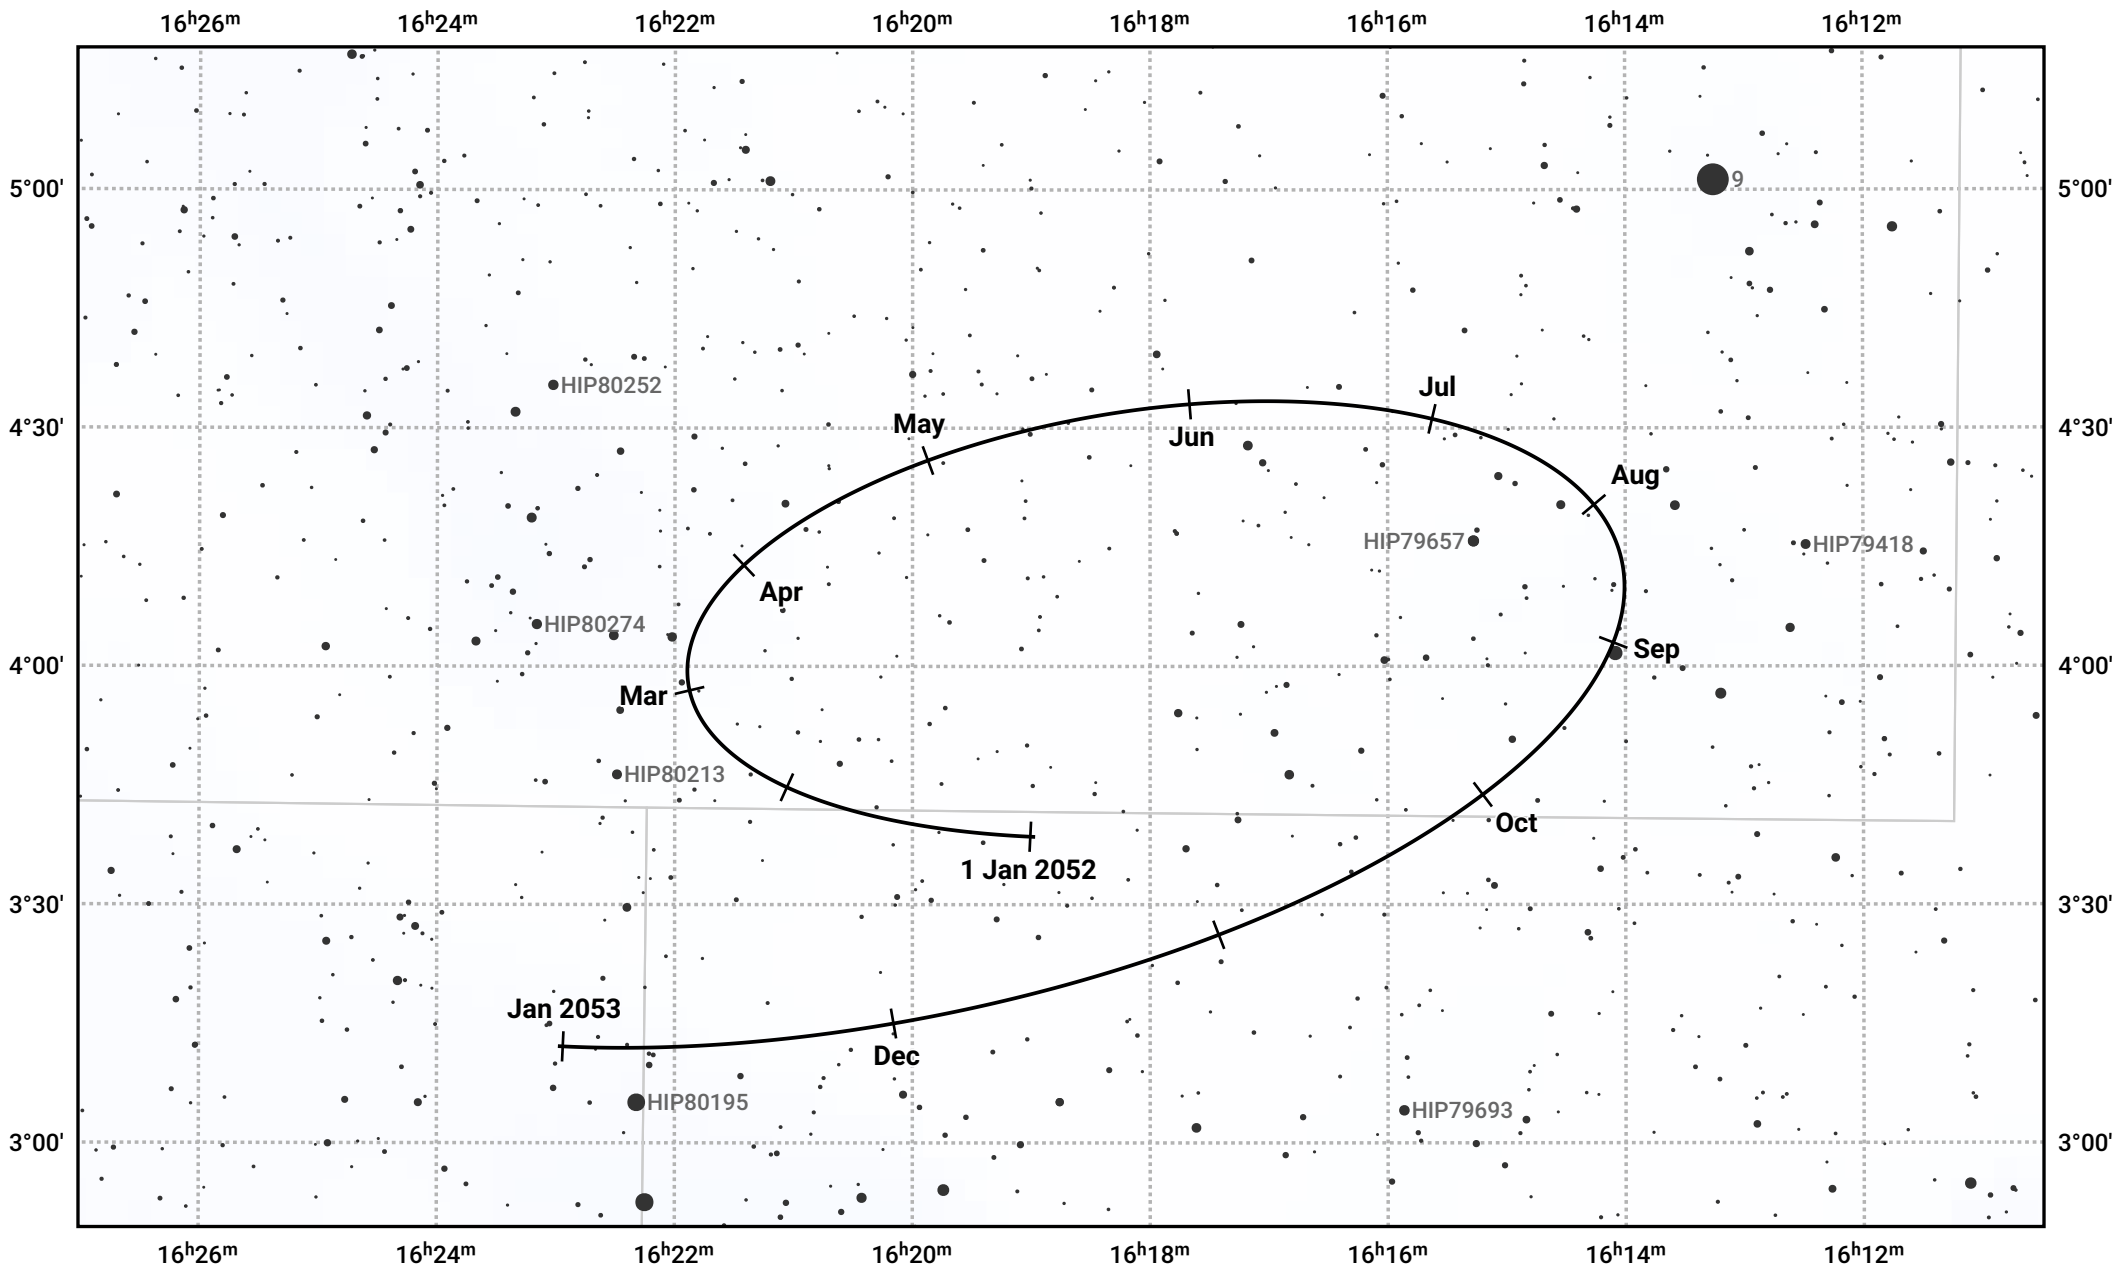 16ʰ26ᵐ 16ʰ24ᵐ 16ʰ22ᵐ 16ʰ20ᵐ 16ʰ18ᵐ 16ʰ16ᵐ 16ʰ14ᵐ 16ʰ12ᵐ
5°00' 9 5°00'
HIP80252
Jul
4°30' May Jun 4°30'
Aug
HIP79657 HIP79418
Apr
HIP80274
4°00' Sep 4°00'
Mar
HIP80213
Oct
1 Jan 2052
3°30' 3°30'
Jan 2053
Dec
HIP80195 HIP79693
3°00' 3°00'
16ʰ26ᵐ 16ʰ24ᵐ 16ʰ22ᵐ 16ʰ20ᵐ 16ʰ18ᵐ 16ʰ16ᵐ 16ʰ14ᵐ 16ʰ12ᵐ